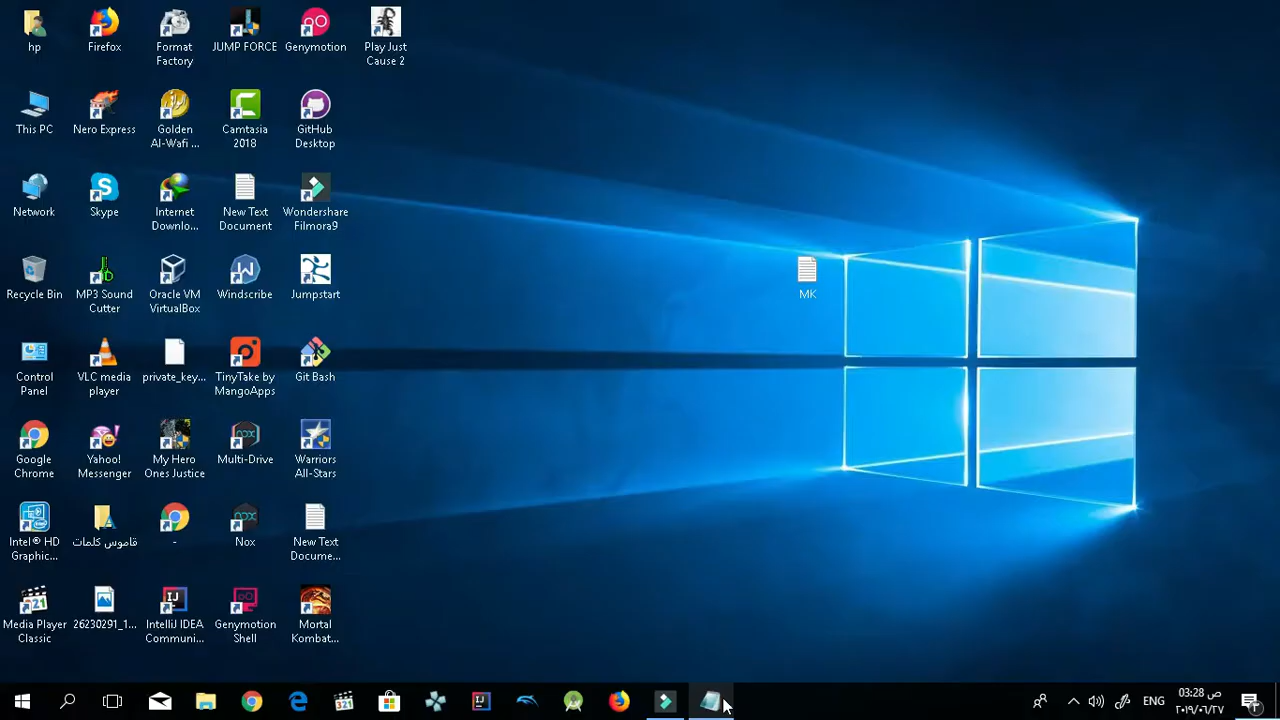 hp
Firefox
Format
Factory
JUMP FORCE
Genymotion
Play Just
Cause 2
This PC
Nero Express
Golden
Al-Wafi ...
Camtasia
2018
GitHub
Desktop
Network
Skype
Internet
Downlo...
New Text
Document
Wondershare
Filmora9
Recycle Bin
MP3 Sound
Cutter
Oracle VM
VirtualBox
Windscribe
Jumpstart
MK
Control
Panel
VLC media
player
private_key...
TinyTake by
MangoApps
Git Bash
Google
Chrome
Yahoo!
Messenger
My Hero
Ones Justice
Multi-Drive
Warriors
All-Stars
Intel® HD
Graphic...
قاموس كلمات
-
Nox
New Text
Docume...
Media Player
Classic
26230291_1...
IntelliJ IDEA
Communi...
Genymotion
Shell
Mortal
Kombat...
ENG
03:28 ص
٢٠١٩/٠٦/٢٧